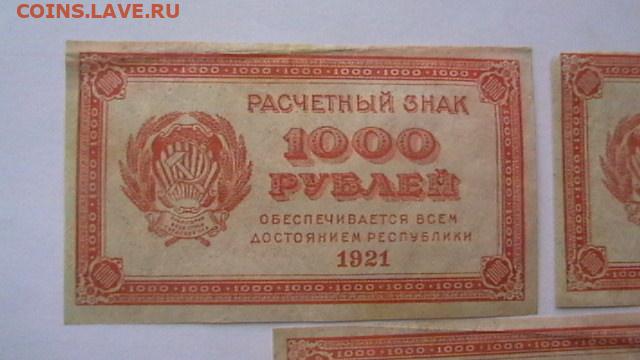 COINS.LAVE.RU
РАСЧЕТНЫЙ ЗНАК
1000
РУБЛЕЙ
ОБЕСПЕЧИВАЕТСЯ ВСЕМ
ДОСТОЯНИЕМ РЕСПУБЛИКИ
1921